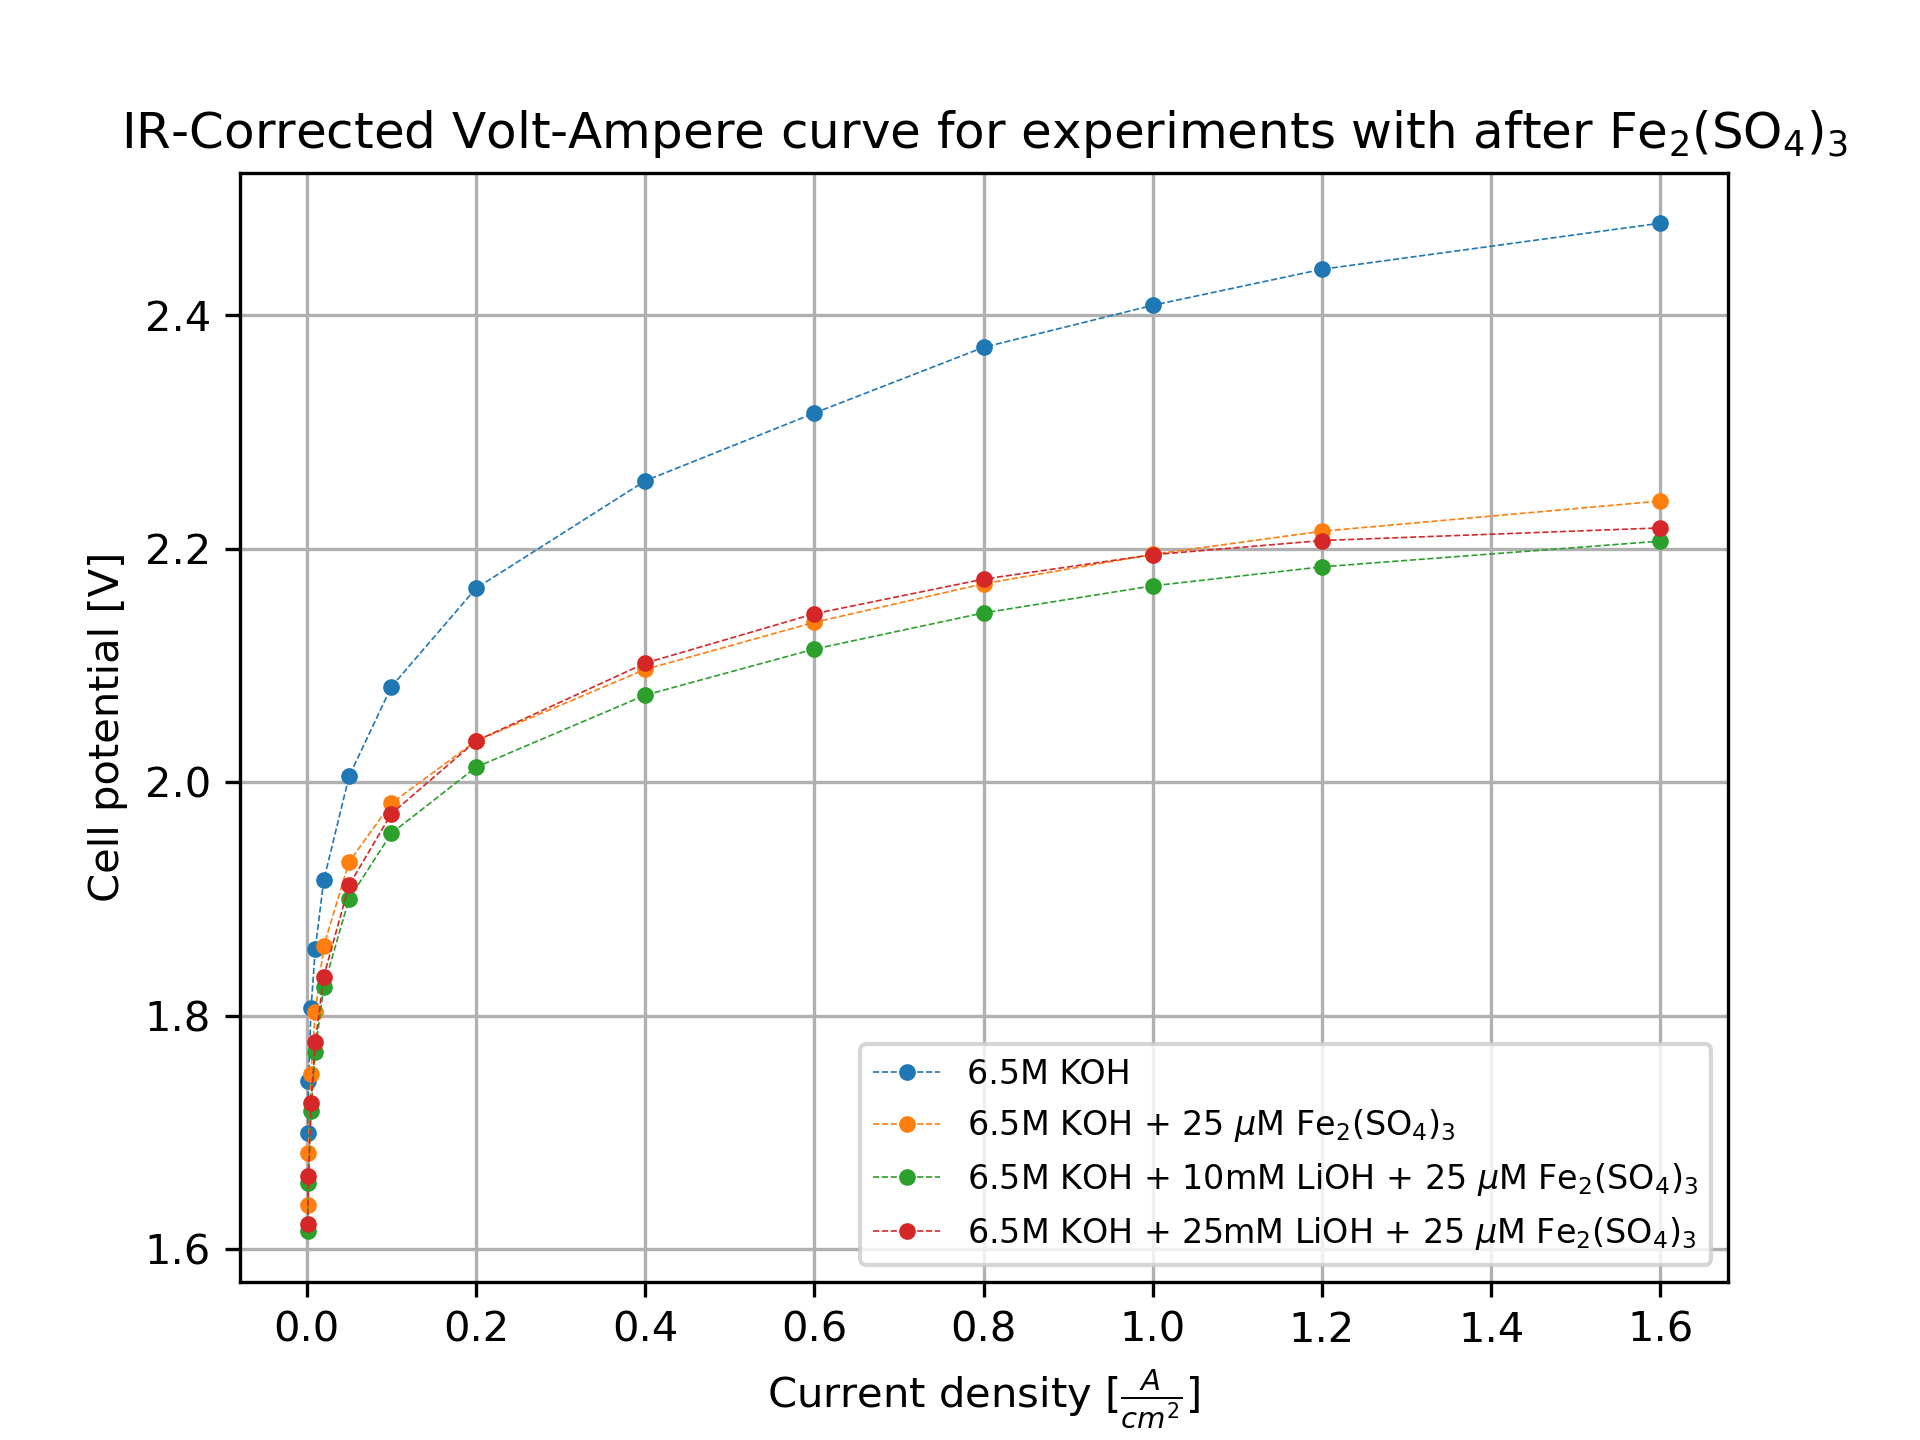 IR-Corrected Volt-Ampere curve for experiments with after Fe₂(SO₄)₃
Cell potential [V]
2.4
2.2
2.0
1.8
1.6
6.5M KOH
6.5M KOH + 25 μM Fe₂(SO₄)₃
6.5M KOH + 10mM LiOH + 25 μM Fe₂(SO₄)₃
6.5M KOH + 25mM LiOH + 25 μM Fe₂(SO₄)₃
0.0 0.2 0.4 0.6 0.8 1.0 1.2 1.4 1.6
Current density [A/cm²]